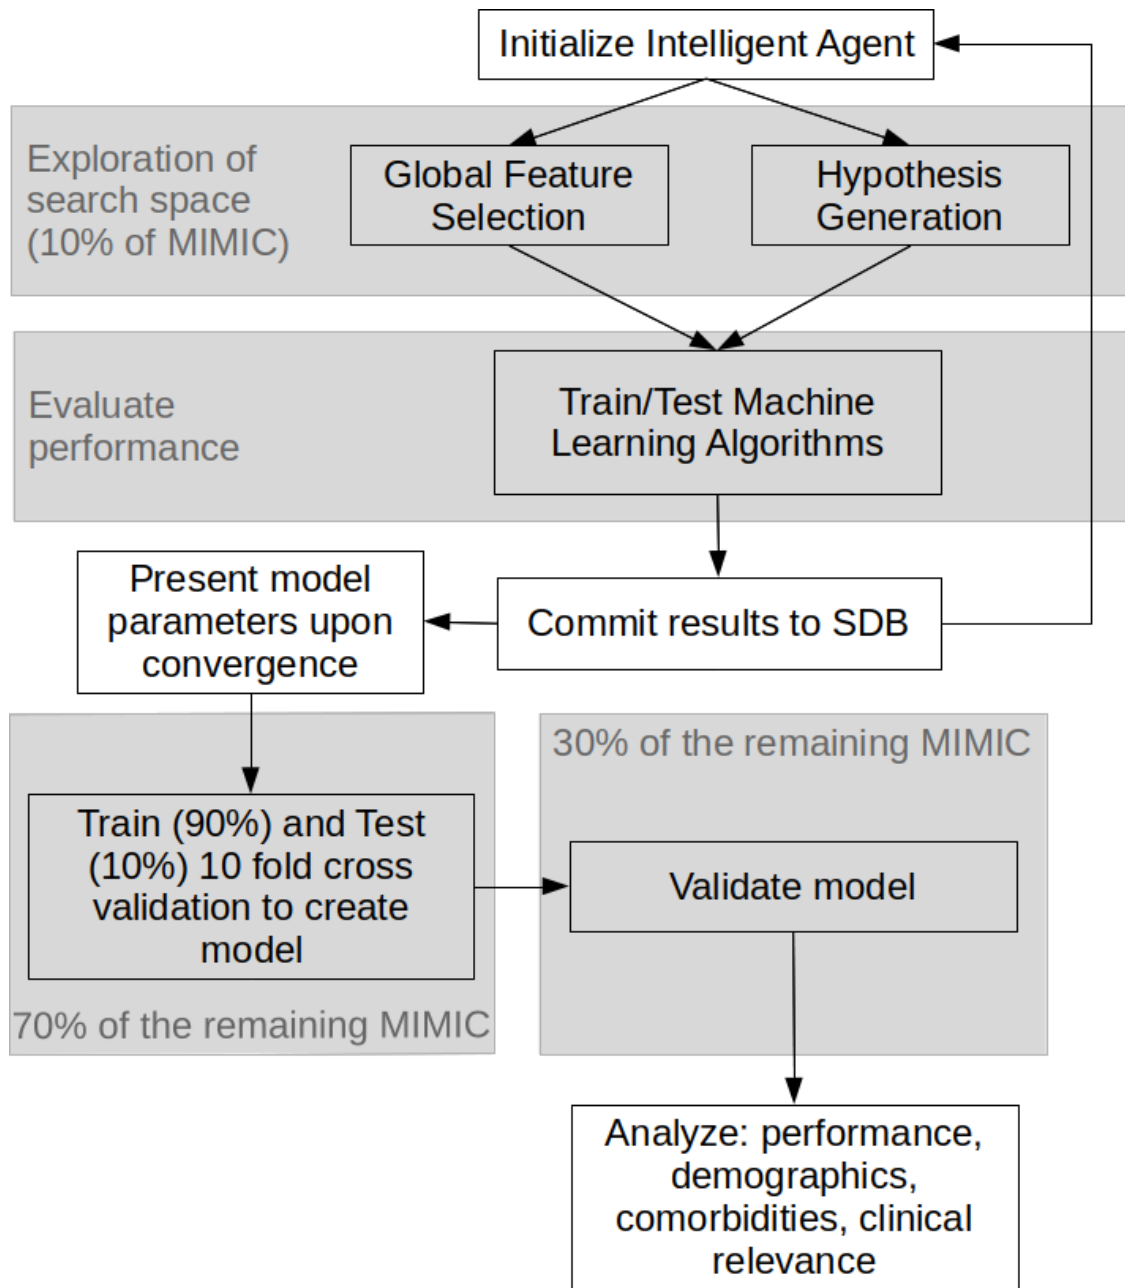 Initialize Intelligent Agent
Exploration of
search space
(10% of MIMIC)
Global Feature
Selection
Hypothesis
Generation
Evaluate
performance
Train/Test Machine
Learning Algorithms
Present model
parameters upon
convergence
Commit results to SDB
30% of the remaining MIMIC
Train (90%) and Test
(10%) 10 fold cross
validation to create
model
Validate model
70% of the remaining MIMIC
Analyze: performance,
demographics,
comorbidities, clinical
relevance